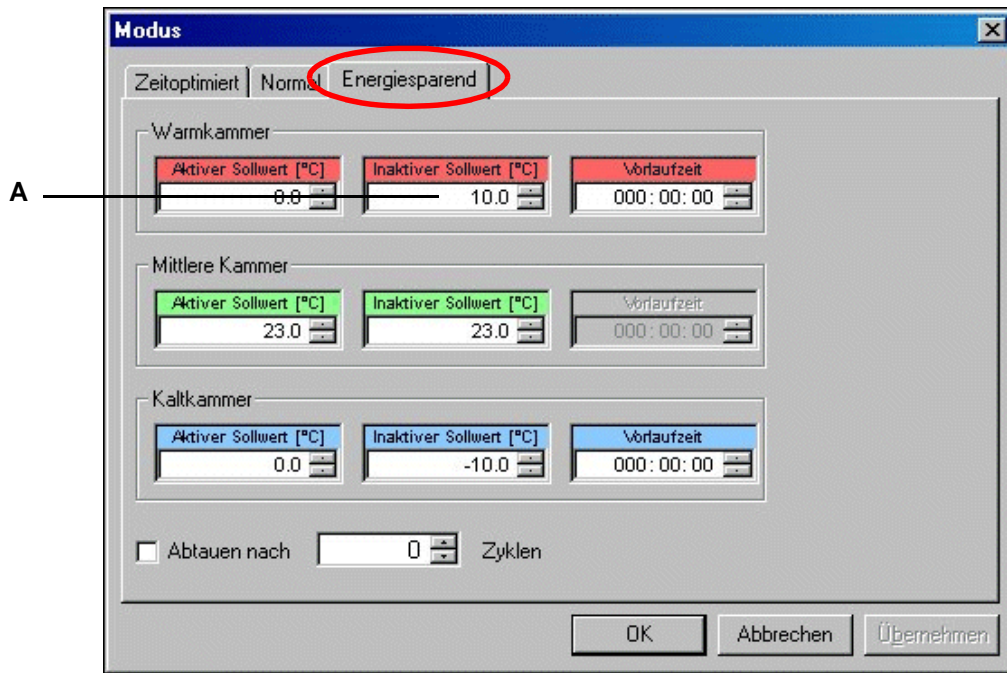 Modus
Zeitoptimiert Normal Energiesparend
Warmkammer
Aktiver Sollwert [°C] Inaktiver Sollwert [°C] Vorlaufzeit
A 0.0 10.0 000:00:00
Mittlere Kammer
Aktiver Sollwert [°C] Inaktiver Sollwert [°C] Vorlaufzeit
23.0 23.0 000:00:00
Kaltkammer
Aktiver Sollwert [°C] Inaktiver Sollwert [°C] Vorlaufzeit
0.0 -10.0 000:00:00
Abtauen nach 0 Zyklen
OK Abbrechen Übernehmen